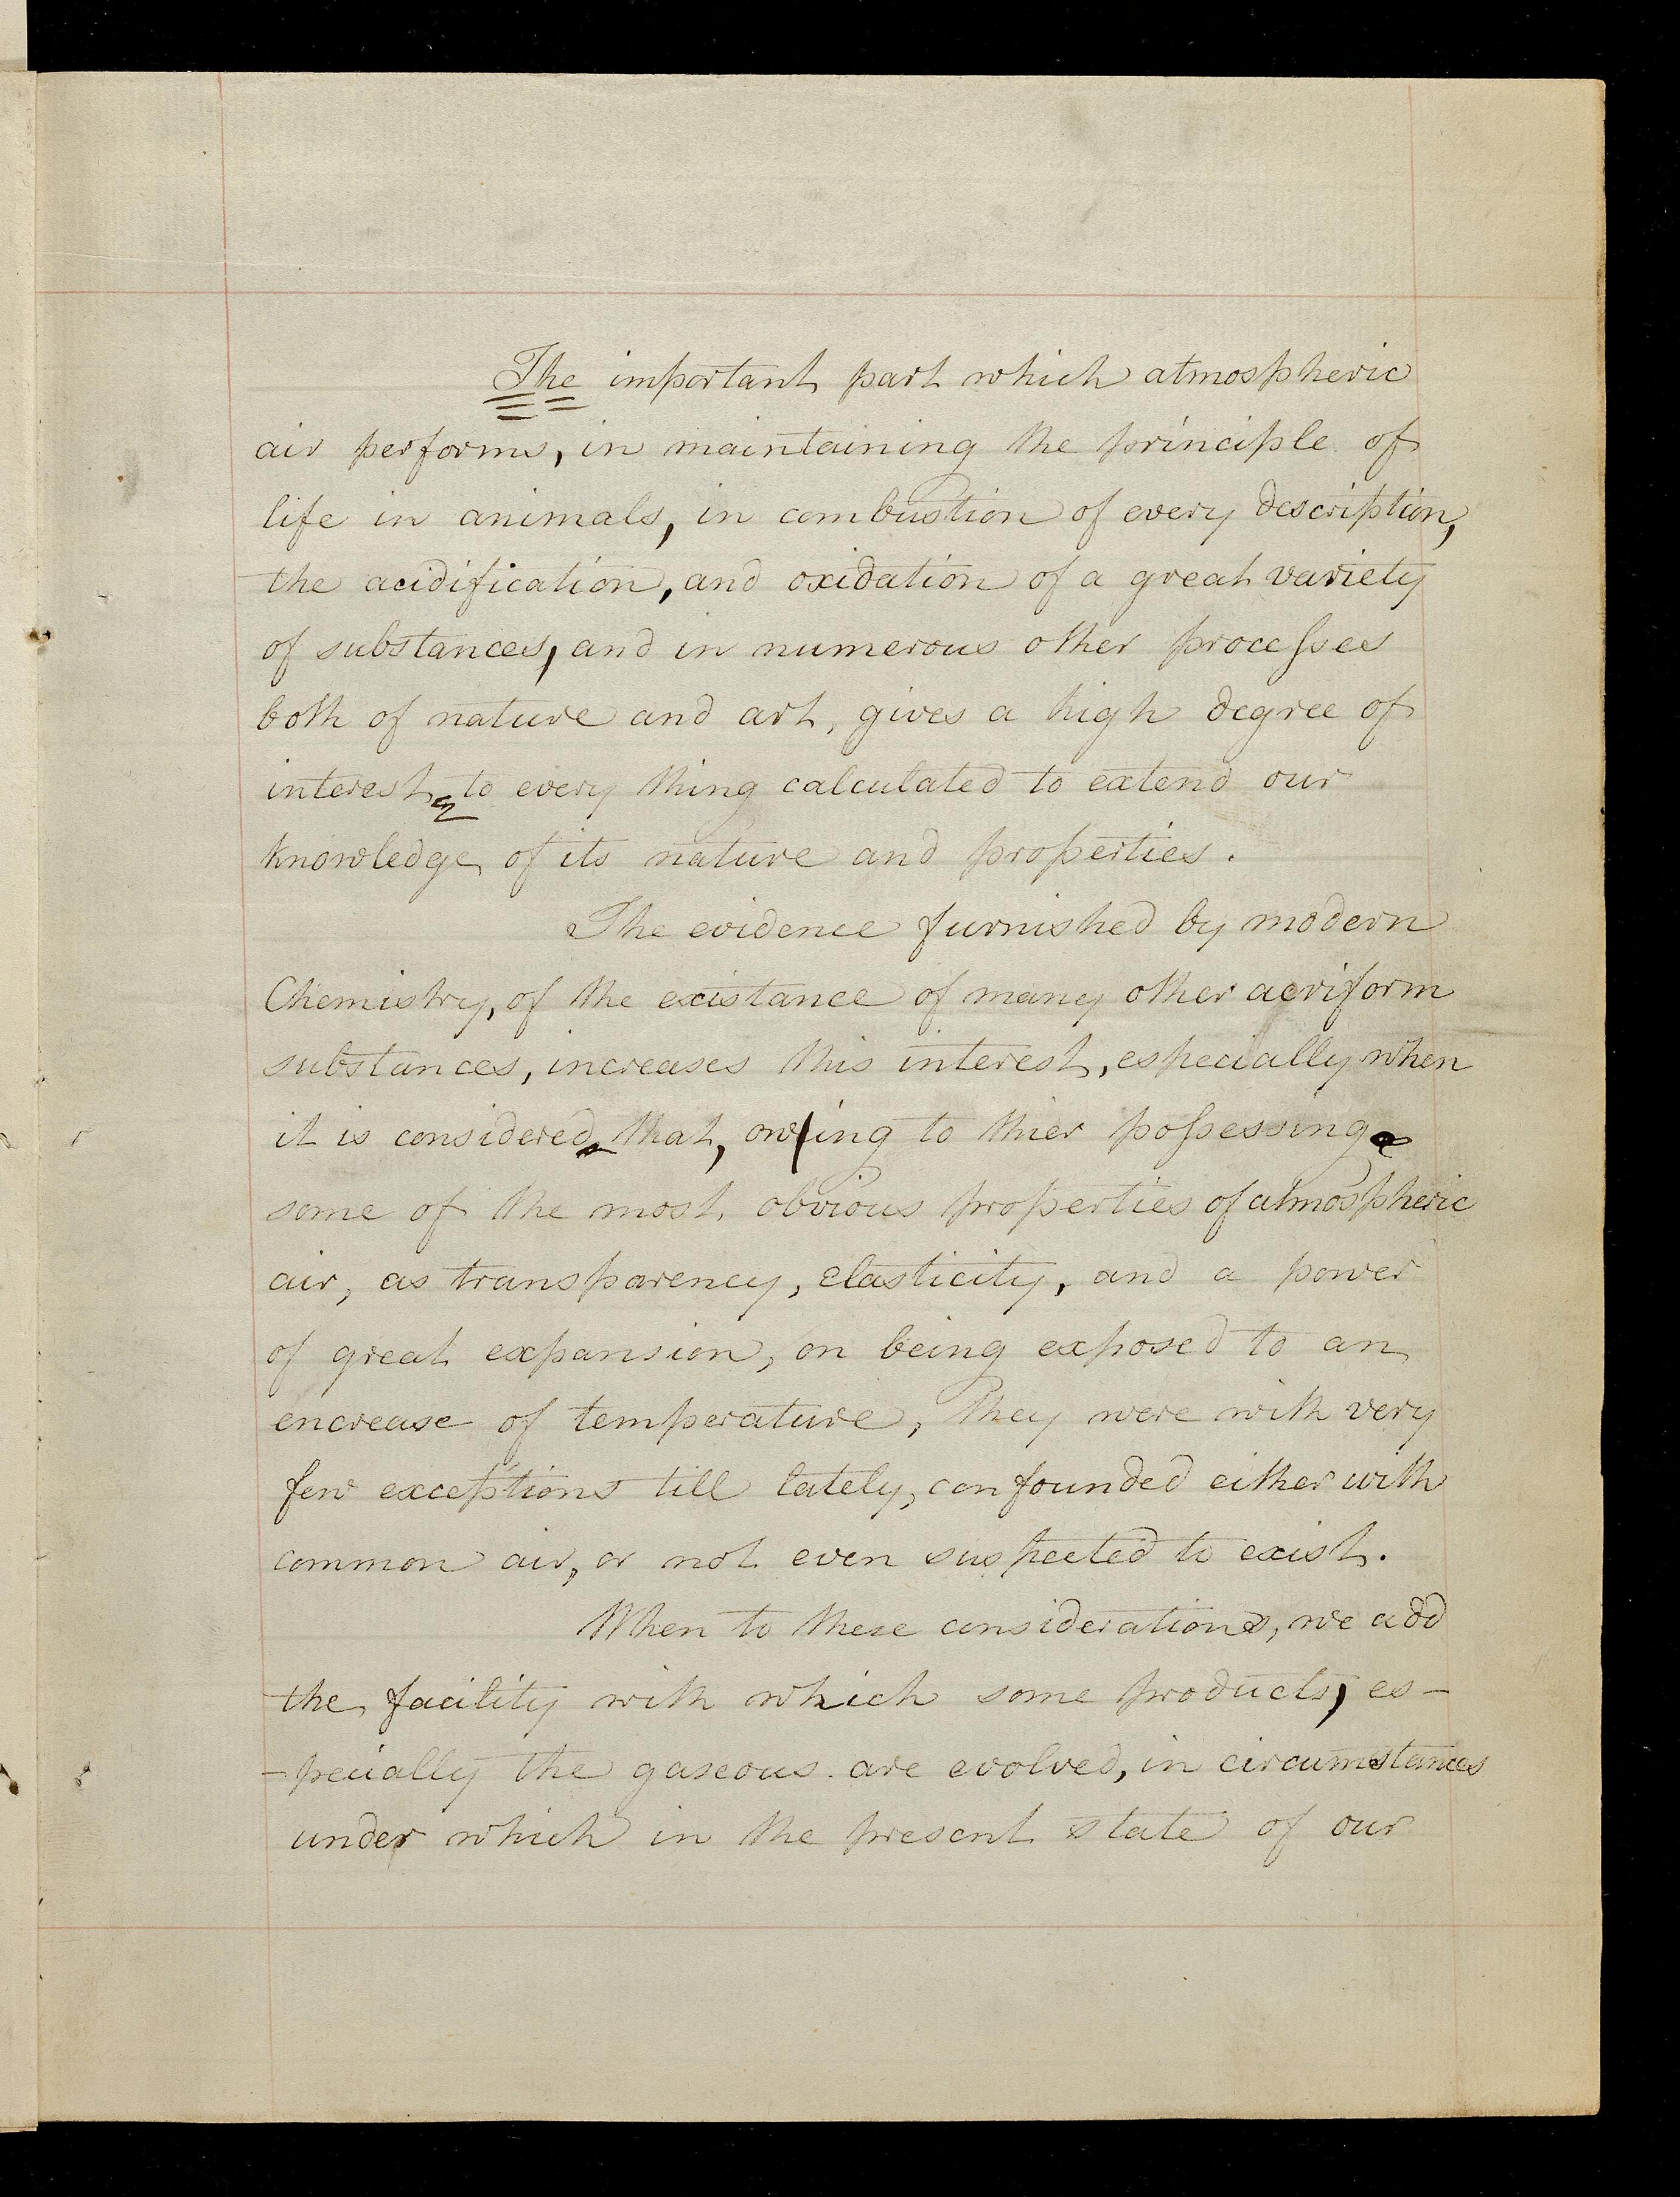 The important part which atmospheric
air performs, in maintaining the principle of
life in animals, in combustion of every description,
the acidification, and oxidation of a great variety
of substances, and in numerous other processes
both of nature and art, gives a high degree of
interest to every thing calculated to extend our
knowledge of its nature and properties.
The evidence furnished by modern
Chemistry, of the existance of many other aeriform
substances, increases this interest, especially when
it is considered that, owing to thier possessing
some of the most obvious properties of atmospheric
air, as transparency, elasticity, and a power
of great expansion, on being exposed to an
encrease of temperature, they were with very
few exceptions till lately, confounded either with
common air, or not even suspected to exist.
When to these considerations, we add
the facility with which some products, es-
-pecially the gaseous are evolved, in circumstances
under which in the present state of our